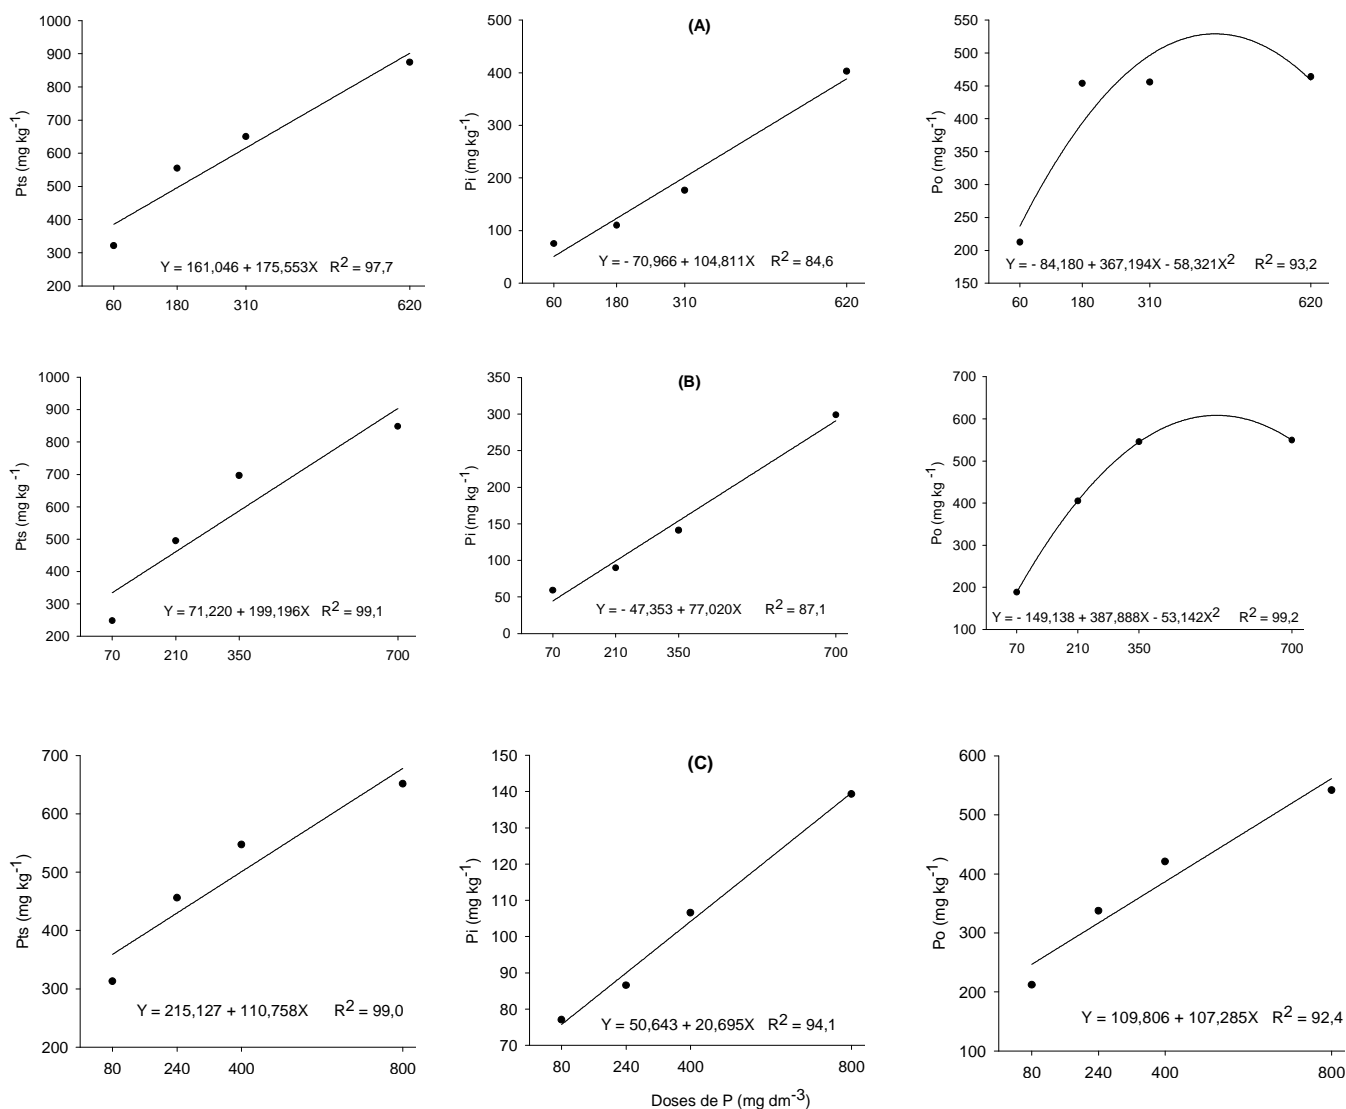 (A)
Pts (mg kg-1)
1000
900
800
700
600
500
400
300
200
60 180 310 620
Y = 161,046 + 175,553X R2 = 97,7
Pi (mg kg-1)
500
400
300
200
100
0
60 180 310 620
Y = - 70,966 + 104,811X R2 = 84,6
Po (mg kg-1)
550
500
450
400
350
300
250
200
150
60 180 310 620
Y = - 84,180 + 367,194X - 58,321X2 R2 = 93,2
(B)
Pts (mg kg-1)
1000
900
800
700
600
500
400
300
200
70 210 350 700
Y = 71,220 + 199,196X R2 = 99,1
Pi (mg kg-1)
350
300
250
200
150
100
50
0
70 210 350 700
Y = - 47,353 + 77,020X R2 = 87,1
Po (mg kg-1)
700
600
500
400
300
200
100
70 210 350 700
Y = - 149,138 + 387,888X - 53,142X2 R2 = 99,2
(C)
Pts (mg kg-1)
700
600
500
400
300
200
80 240 400 800
Y = 215,127 + 110,758X R2 = 99,0
Pi (mg kg-1)
150
140
130
120
110
100
90
80
70
80 240 400 800
Y = 50,643 + 20,695X R2 = 94,1
Po (mg kg-1)
600
500
400
300
200
100
80 240 400 800
Y = 109,806 + 107,285X R2 = 92,4
Doses de P (mg dm-3)